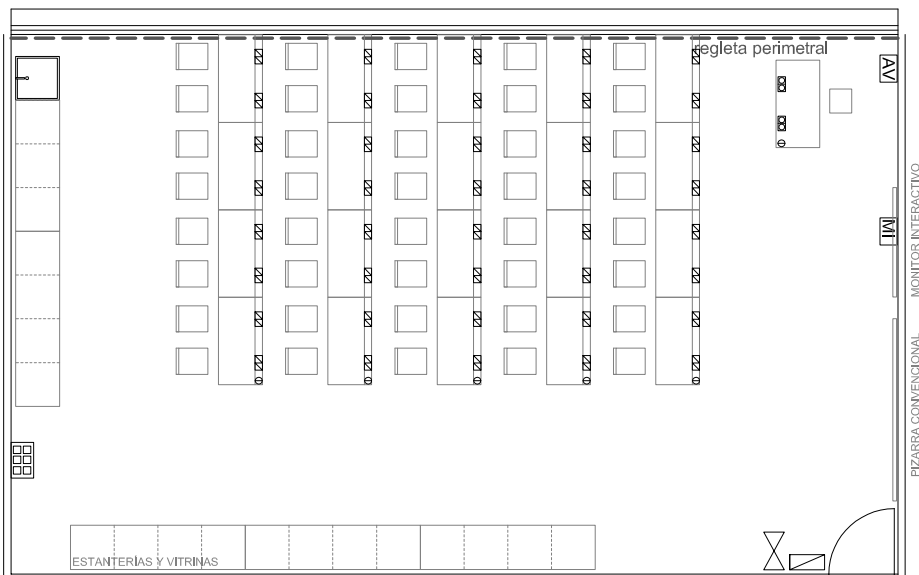 regleta perimetral
AV
MONITOR INTERACTIVO
MI
PIZARRA CONVENCIONAL
ESTANTERÍAS Y VITRINAS